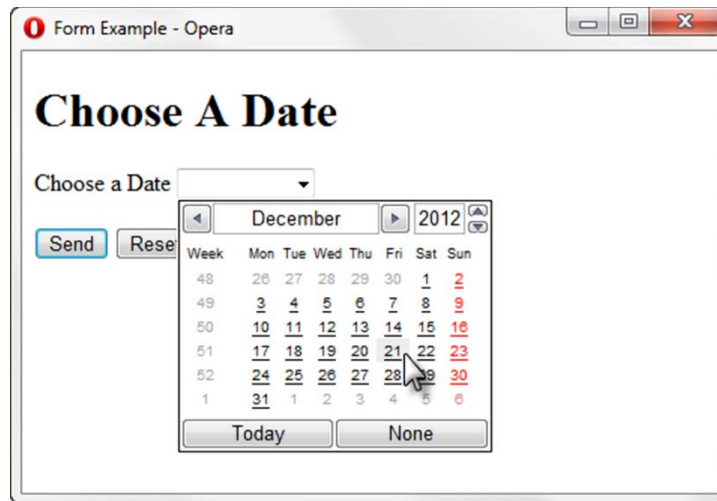 Form Example - Opera
Choose A Date
Choose a Date
December 2012
Send Rese
Week Mon Tue Wed Thu Fri Sat Sun
48 26 27 28 29 30 1 2
49 3 4 5 6 7 8 9
50 10 11 12 13 14 15 16
51 17 18 19 20 21 22 23
52 24 25 26 27 28 29 30
1 31 1 2 3 4 5 6
Today None